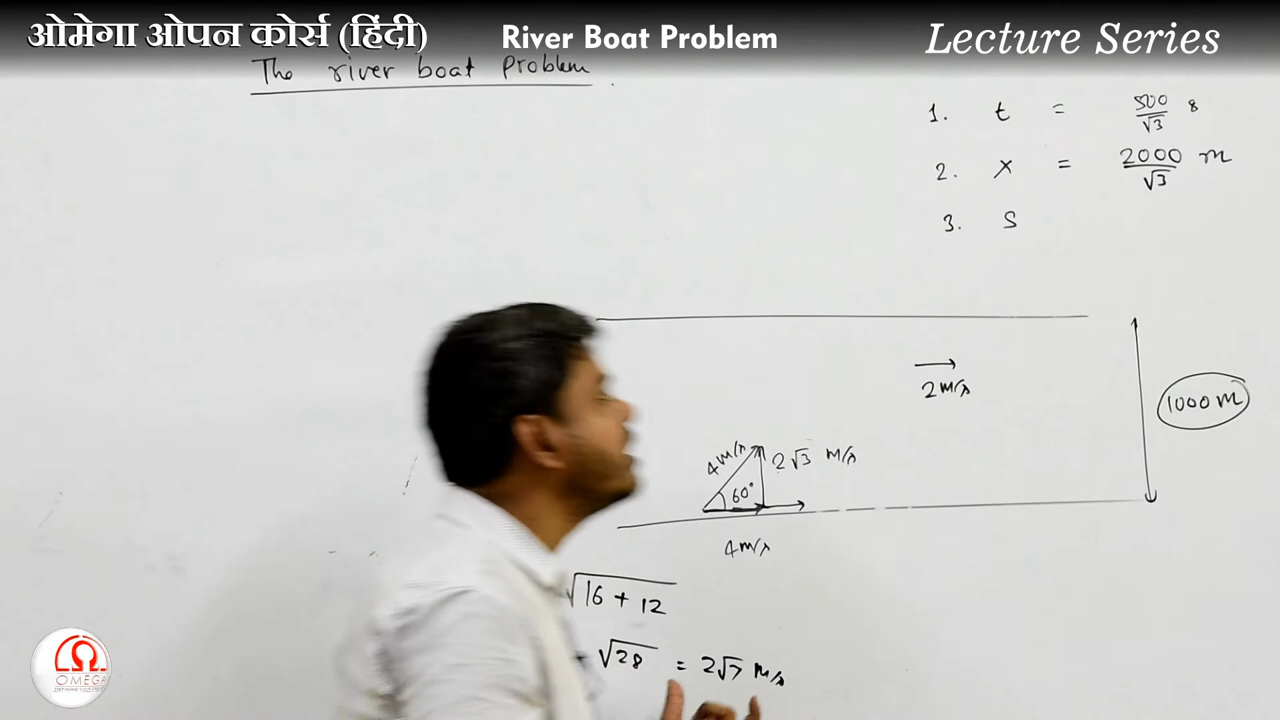 ओमेगा ओपन कोर्स (हिंदी) River Boat Problem Lecture Series
The river boat problem
1. t = 500/√3 s
2. x = 2000/√3 m
3. S
2 m/s
1000 m
4 m/s 2√3 m/s
60°
4 m/s
√16 + 12
√28 = 2√7 m/s
Ω
OMEGA